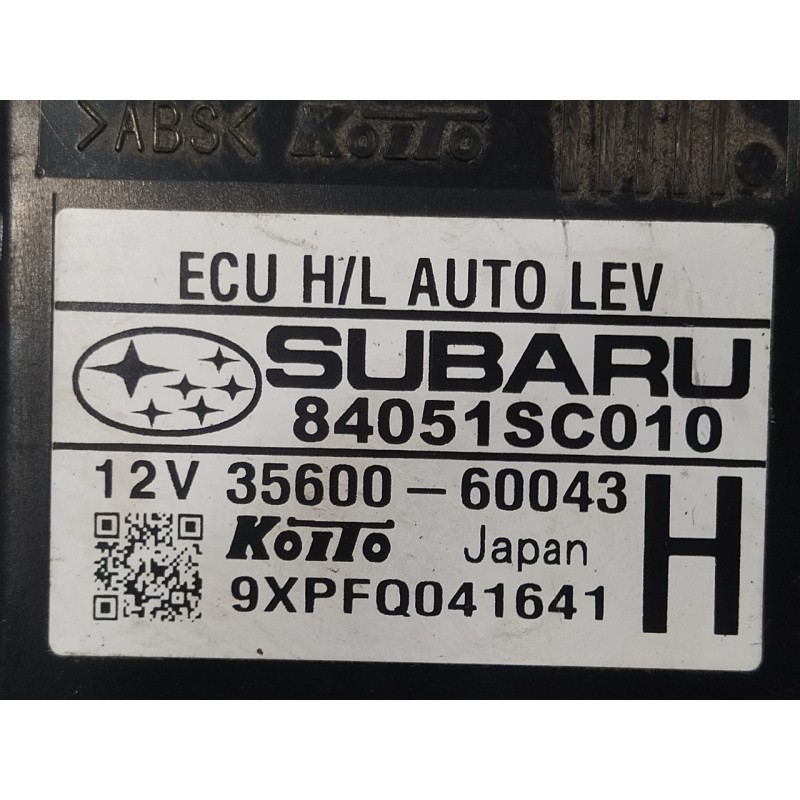 >ABS< KOITO
ECU H/L AUTO LEV
SUBARU
84051SC010
12V 35600-60043 H
KOITO Japan
9XPFQ041641